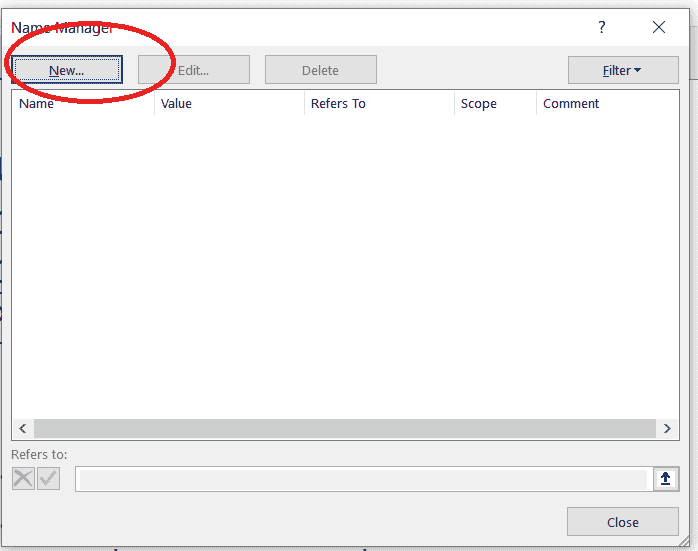 Name Manager ?
New... Edit... Delete Filter
Name Value Refers To Scope Comment
Refers to:
Close